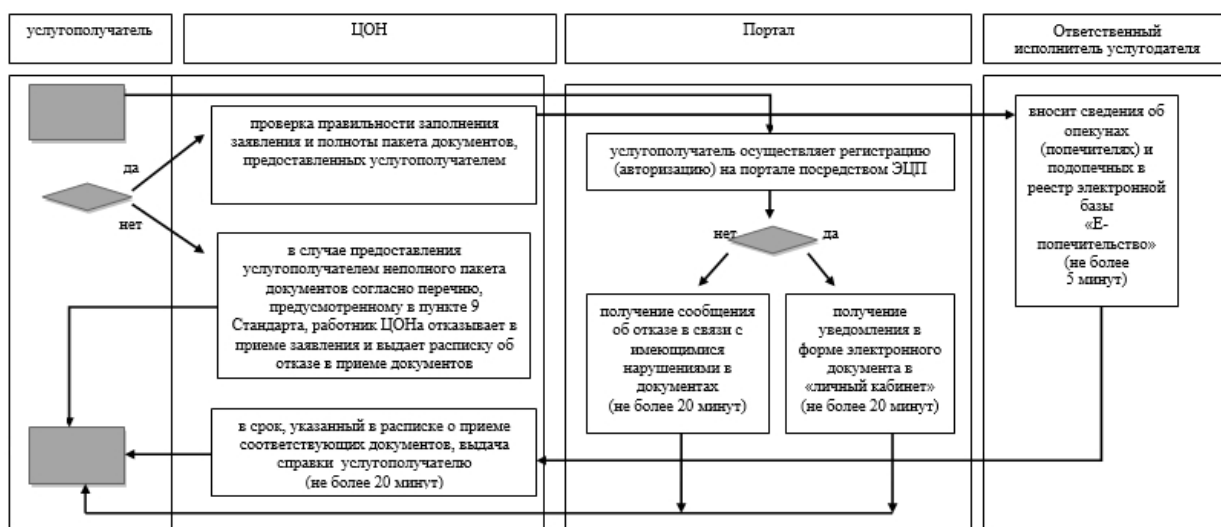 услугополучатель
ЦОН
Портал
Ответственный
исполнитель услугодателя
да
нет
проверка правильности заполнения
заявления и полноты пакета документов,
предоставленных услугополучателем
в случае предоставления
услугополучателем неполного пакета
документов согласно перечню,
предусмотренному в пункте 9
Стандарта, работник ЦОНа отказывает в
приеме заявления и выдает расписку об
отказе в приеме документов
в срок, указанный в расписке о приеме
соответствующих документов, выдача
справки услугополучателю
(не более 20 минут)
услугополучатель осуществляет регистрацию
(авторизацию) на портале посредством ЭЦП
нет
да
получение сообщения
об отказе в связи с
имеющимися
нарушениями в
документах
(не более 20 минут)
получение
уведомления в
форме электронного
документа в
«личный кабинет»
(не более 20 минут)
вносит сведения об
опекунах
(попечителях) и
подопечных в
реестр электронной
базы
«Е-
попечительство»
(не более
5 минут)